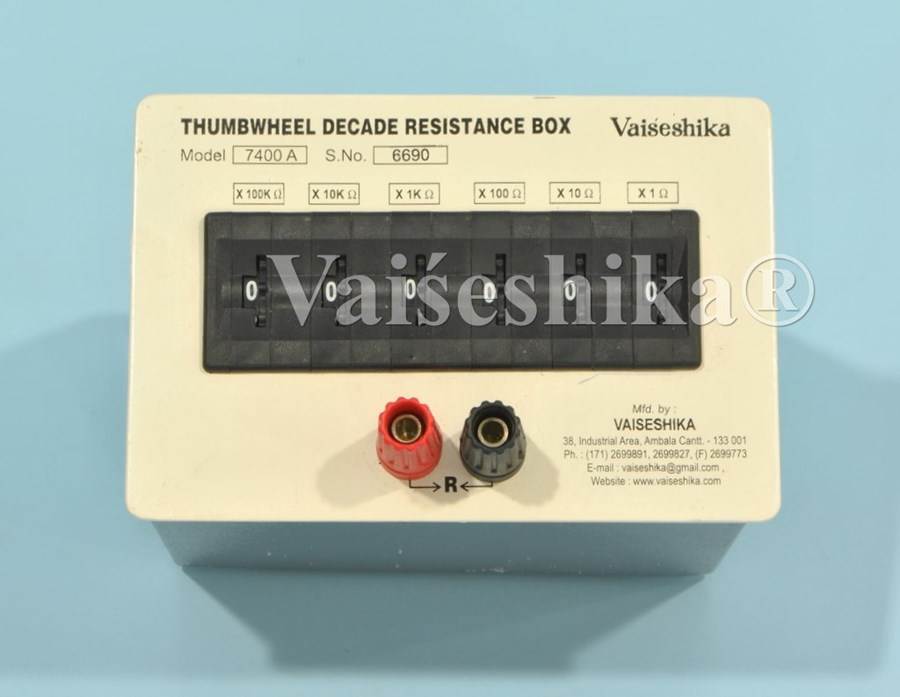 THUMBWHEEL DECADE RESISTANCE BOX Vaiśeshika
Model 7400 A S.No. 6690
X 100K Ω X 10K Ω X 1K Ω X 100 Ω X 10 Ω X 1 Ω
0 0 0 0 0 0
Vaiśeshika®
R
Mfd. by :
VAISESHIKA
38, Industrial Area, Ambala Cantt. - 133 001
Ph. : (171) 2699891, 2699827, (F) 2699773
E-mail : vaiseshika@gmail.com ,
Website : www.vaiseshika.com